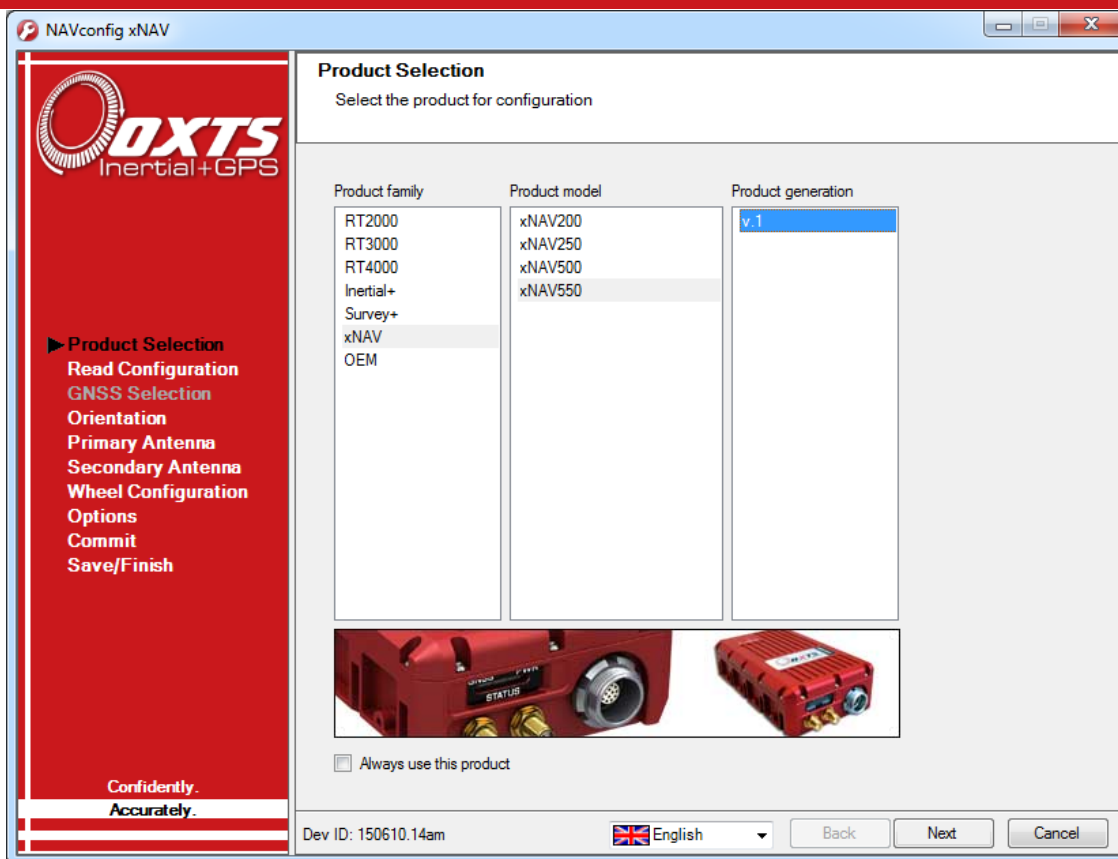 NAVconfig xNAV
OXTS
Inertial+GPS
Product Selection
Read Configuration
GNSS Selection
Orientation
Primary Antenna
Secondary Antenna
Wheel Configuration
Options
Commit
Save/Finish
Confidently.
Accurately.
Product Selection
Select the product for configuration
Product family
RT2000
RT3000
RT4000
Inertial+
Survey+
xNAV
OEM
Product model
xNAV200
xNAV250
xNAV500
xNAV550
Product generation
v.1
GNSS PWR
STATUS
OXTS
Always use this product
Dev ID: 150610.14am
English
Back
Next
Cancel